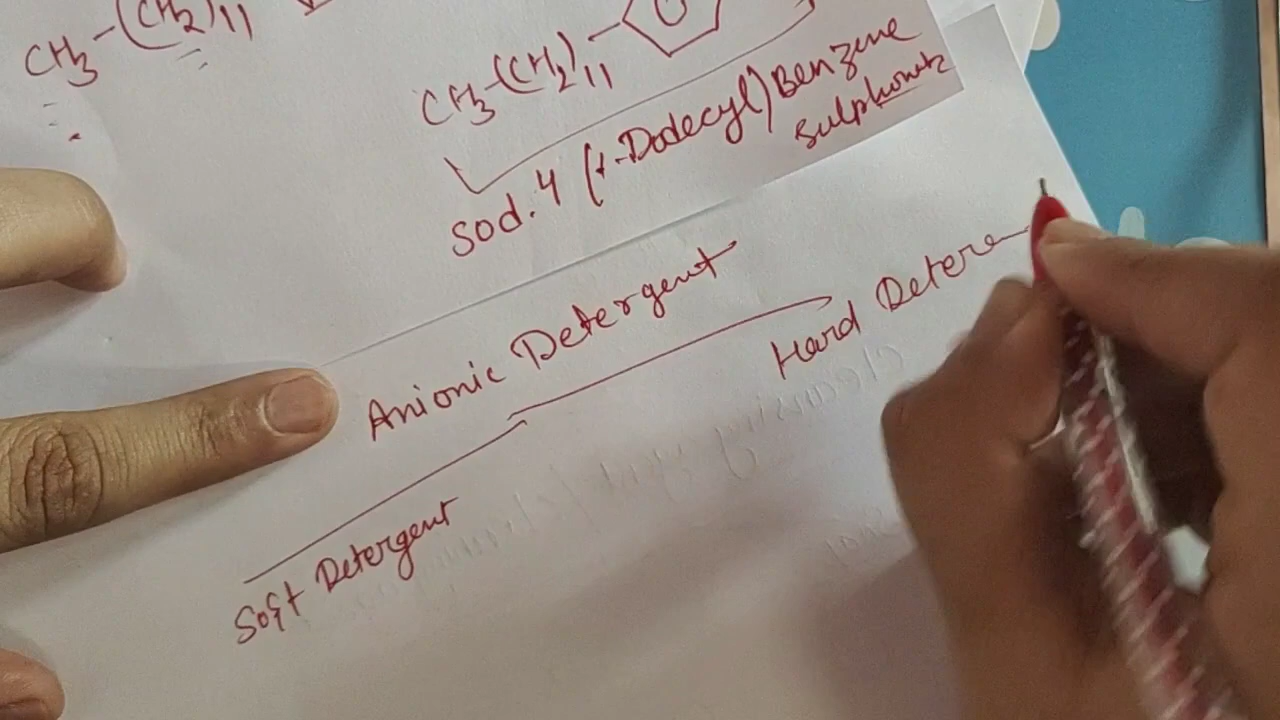 CH3-(CH2)11
CH3-(CH2)11
Sod. 4 (1-Dodecyl) Benzene
sulphonate
Anionic Detergent
Hard Detere
Soft Detergent